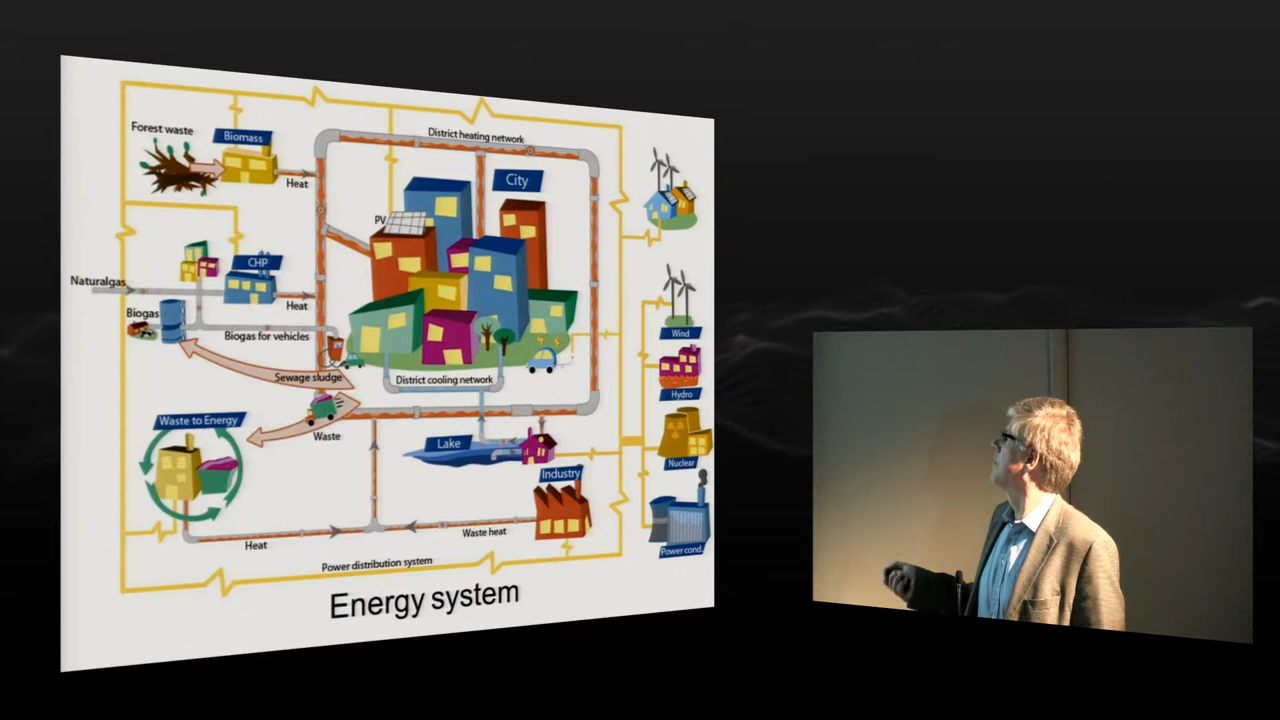 Forest waste
Biomass
Heat
District heating network
City
PV
CHP
Naturalgas
Heat
Biogas
Biogas for vehicles
Sewage sludge
District cooling network
Wind
Hydro
Waste to Energy
Waste
Lake
Industry
Nuclear
Power cond.
Heat
Waste heat
Power distribution system
Energy system